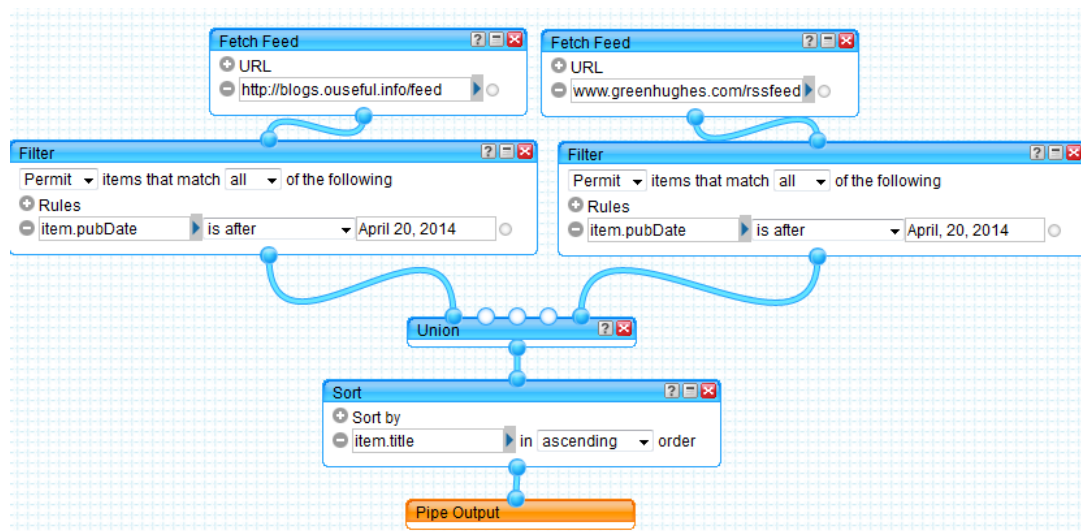 Fetch Feed
URL
http://blogs.ouseful.info/feed
Fetch Feed
URL
www.greenhughes.com/rssfeed
Filter
Permit items that match all of the following
Rules
item.pubDate is after April 20, 2014
Filter
Permit items that match all of the following
Rules
item.pubDate is after April, 20, 2014
Union
Sort
Sort by
item.title in ascending order
Pipe Output